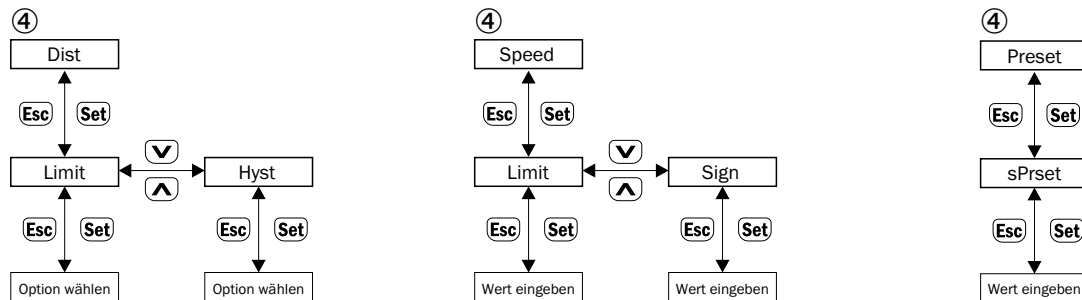 ④
Dist
Esc Set
Limit
Hyst
Esc Set
Esc Set
Option wählen
Option wählen
④
Speed
Esc Set
Limit
Sign
Esc Set
Esc Set
Wert eingeben
Wert eingeben
④
Preset
Esc Set
sPrset
Esc Set
Wert eingeben